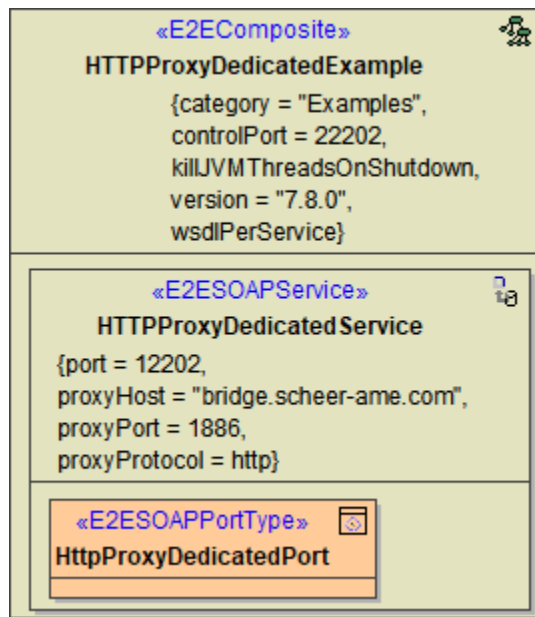 «E2EComposite»
HTTPProxyDedicatedExample
{category = "Examples",
controlPort = 22202,
killJVMThreadsOnShutdown,
version = "7.8.0",
wsdlPerService}
«E2ESOAPService»
HTTPProxyDedicatedService
{port = 12202,
proxyHost = "bridge.scheer-ame.com",
proxyPort = 1886,
proxyProtocol = http}
«E2ESOAPPortType»
HttpProxyDedicatedPort